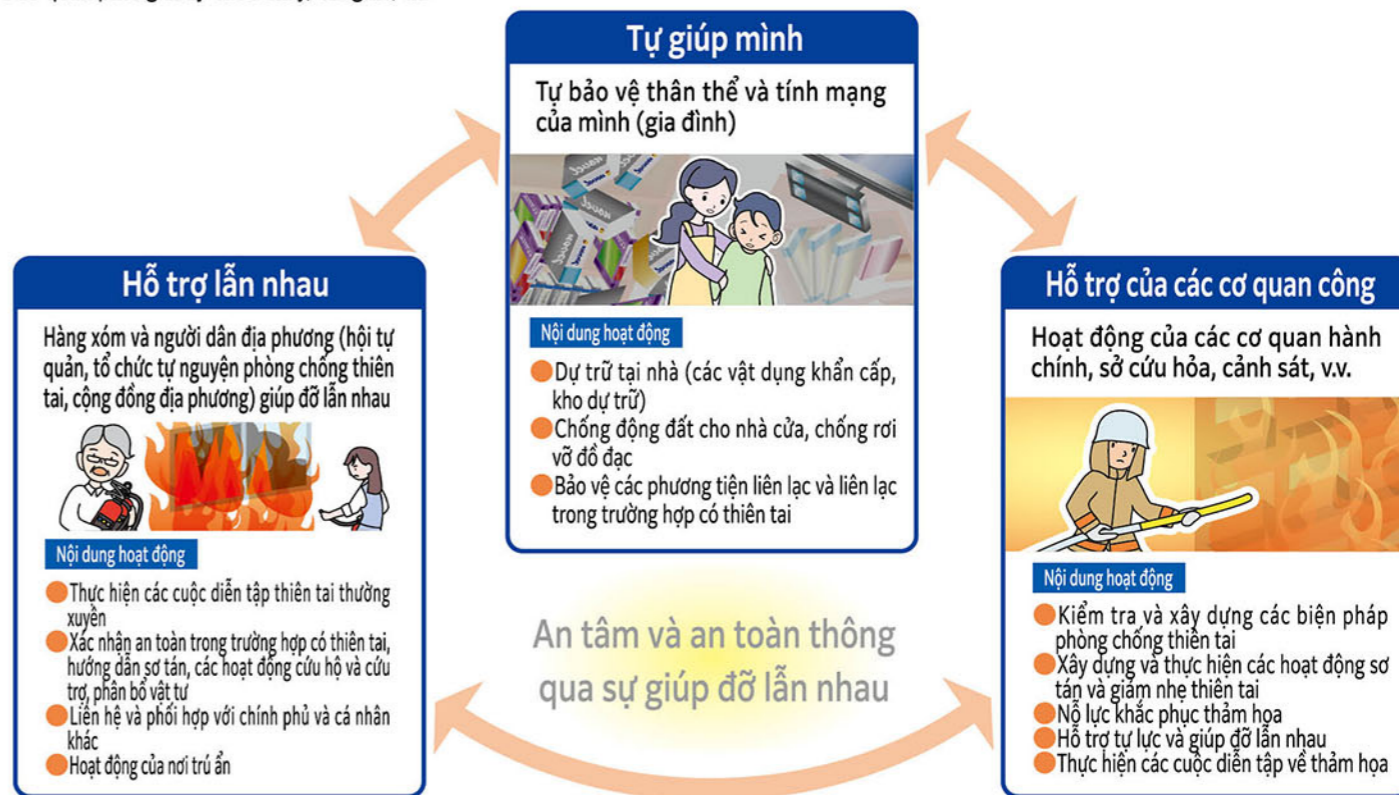 Tự giúp mình
Tự bảo vệ thân thể và tính mạng
của mình (gia đình)
Nội dung hoạt động
Dự trữ tại nhà (các vật dụng khẩn cấp,
kho dự trữ)
Chống động đất cho nhà cửa, chống rơi
vỡ đồ đạc
Bảo vệ các phương tiện liên lạc và liên lạc
trong trường hợp có thiên tai
Hỗ trợ lẫn nhau
Hàng xóm và người dân địa phương (hội tự
quản, tổ chức tự nguyện phòng chống thiên
tai, cộng đồng địa phương) giúp đỡ lẫn nhau
Nội dung hoạt động
Thực hiện các cuộc diễn tập thiên tai thường
xuyên
Xác nhận an toàn trong trường hợp có thiên tai,
hướng dẫn sơ tán, các hoạt động cứu hộ và cứu
trợ, phân bổ vật tư
Liên hệ và phối hợp với chính phủ và cá nhân
khác
Hoạt động của nơi trú ẩn
Hỗ trợ của các cơ quan công
Hoạt động của các cơ quan hành
chính, sở cứu hỏa, cảnh sát, v.v.
Nội dung hoạt động
Kiểm tra và xây dựng các biện pháp
phòng chống thiên tai
Xây dựng và thực hiện các hoạt động sơ
tán và giảm nhẹ thiên tai
Nỗ lực khắc phục thảm họa
Hỗ trợ tự lực và giúp đỡ lẫn nhau
Thực hiện các cuộc diễn tập về thảm họa
An tâm và an toàn thông
qua sự giúp đỡ lẫn nhau